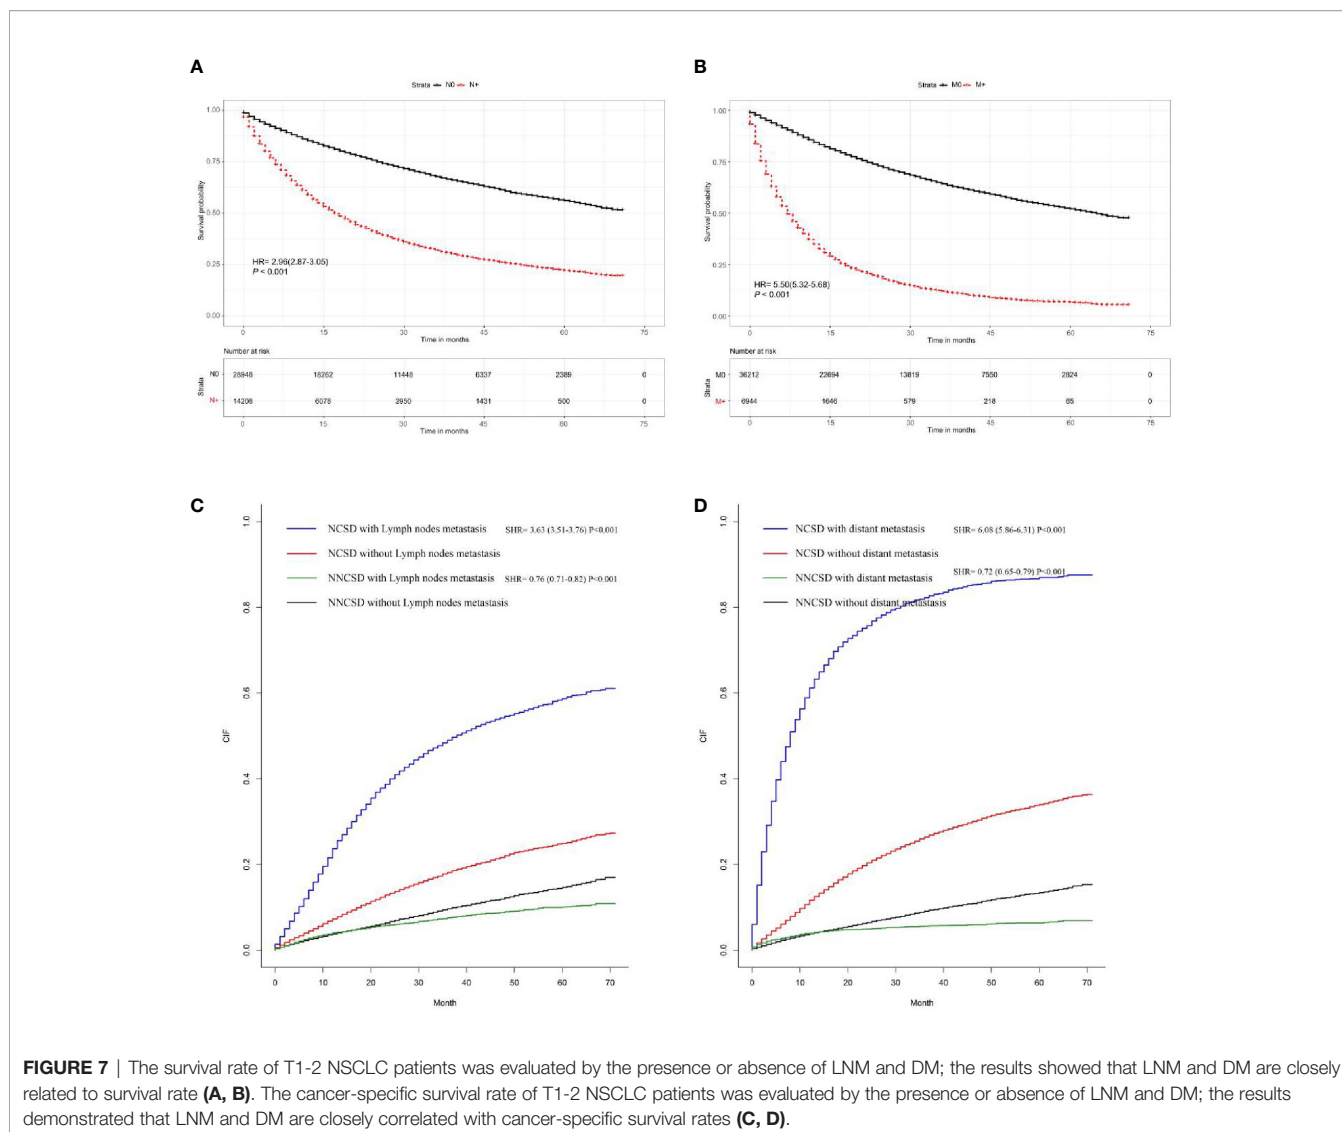 A
Strata N0 N+
1.00
0.75
0.50
0.25
0.00
Survival probability
HR= 2.96(2.87-3.05)
P < 0.001
0 15 30 45 60 75
Time in months
Number at risk
Strata
N0 28948 18262 11448 6337 2389 0
N+ 14208 6076 2950 1431 500 0
0 15 30 45 60 75
Time in months
B
Strata M0 M+
1.00
0.75
0.50
0.25
0.00
Survival probability
HR= 5.50(5.32-5.68)
P < 0.001
0 15 30 45 60 75
Time in months
Number at risk
Strata
M0 36212 22694 13819 7550 2824 0
M+ 6944 1646 579 218 65 0
0 15 30 45 60 75
Time in months
C
NCSD with Lymph nodes metastasis SHR= 3.63 (3.51-3.76) P<0.001
NCSD without Lymph nodes metastasis
NNCSD with Lymph nodes metastasis SHR= 0.76 (0.71-0.82) P<0.001
NNCSD without Lymph nodes metastasis
1.0
0.8
0.6
0.4
0.2
0.0
CIF
0 10 20 30 40 50 60 70
Month
D
NCSD with distant metastasis SHR= 6.08 (5.86-6.31) P<0.001
NCSD without distant metastasis
SHR= 0.72 (0.65-0.79) P<0.001
NNCSD with distant metastasis
NNCSD without distant metastasis
1.0
0.8
0.6
0.4
0.2
0.0
CIF
0 10 20 30 40 50 60 70
Month
FIGURE 7 | The survival rate of T1-2 NSCLC patients was evaluated by the presence or absence of LNM and DM; the results showed that LNM and DM are closely
related to survival rate (A, B). The cancer-specific survival rate of T1-2 NSCLC patients was evaluated by the presence or absence of LNM and DM; the results
demonstrated that LNM and DM are closely correlated with cancer-specific survival rates (C, D).